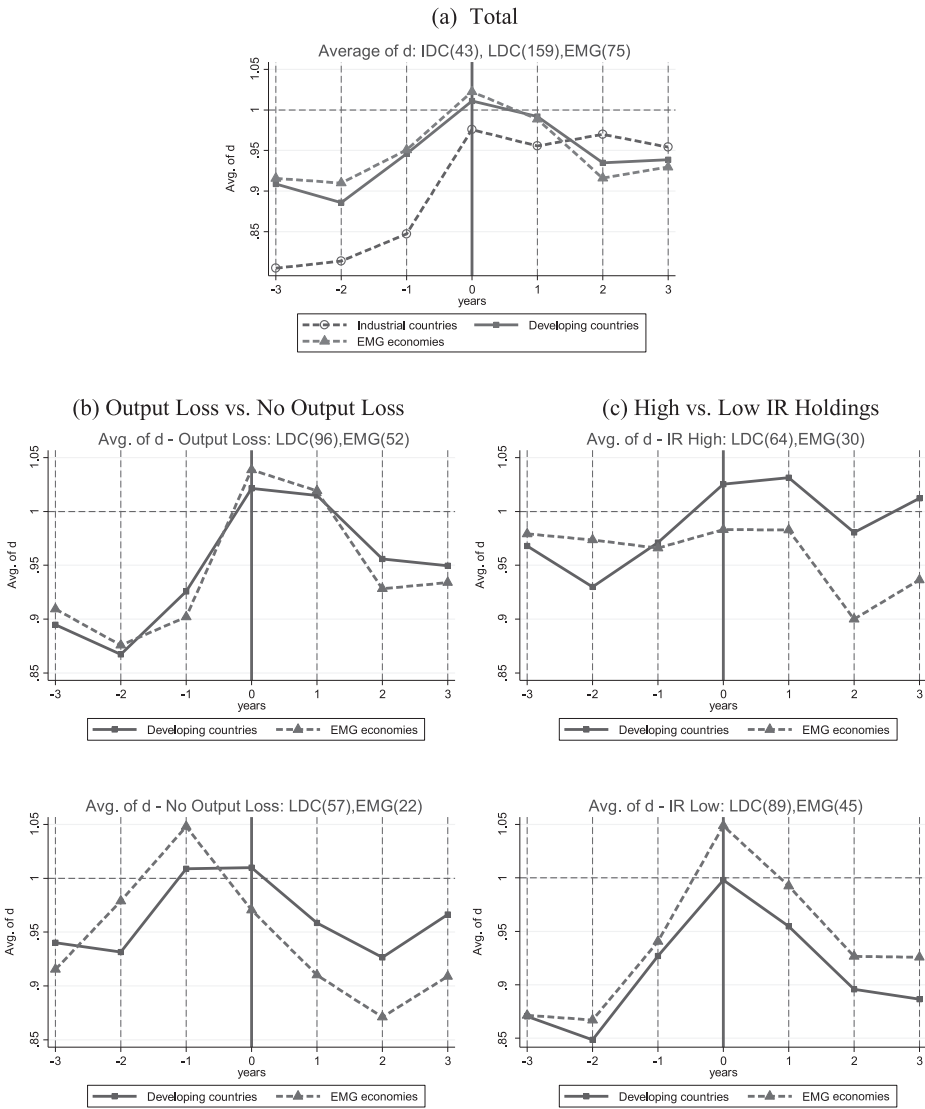 (a) Total
Average of d: IDC(43), LDC(159),EMG(75)
1.05
1
.95
.9
.85
Avg. of d
-3 -2 -1 0 1 2 3
years
Industrial countries Developing countries
EMG economies
(b) Output Loss vs. No Output Loss
Avg. of d - Output Loss: LDC(96),EMG(52)
1.05
1
.95
.9
.85
Avg. of d
-3 -2 -1 0 1 2 3
years
Developing countries EMG economies
(c) High vs. Low IR Holdings
Avg. of d - IR High: LDC(64),EMG(30)
1.05
1
.95
.9
.85
Avg. of d
-3 -2 -1 0 1 2 3
years
Developing countries EMG economies
Avg. of d - No Output Loss: LDC(57),EMG(22)
1.05
1
.95
.9
.85
Avg. of d
-3 -2 -1 0 1 2 3
years
Developing countries EMG economies
Avg. of d - IR Low: LDC(89),EMG(45)
1.05
1
.95
.9
.85
Avg. of d
-3 -2 -1 0 1 2 3
years
Developing countries EMG economies